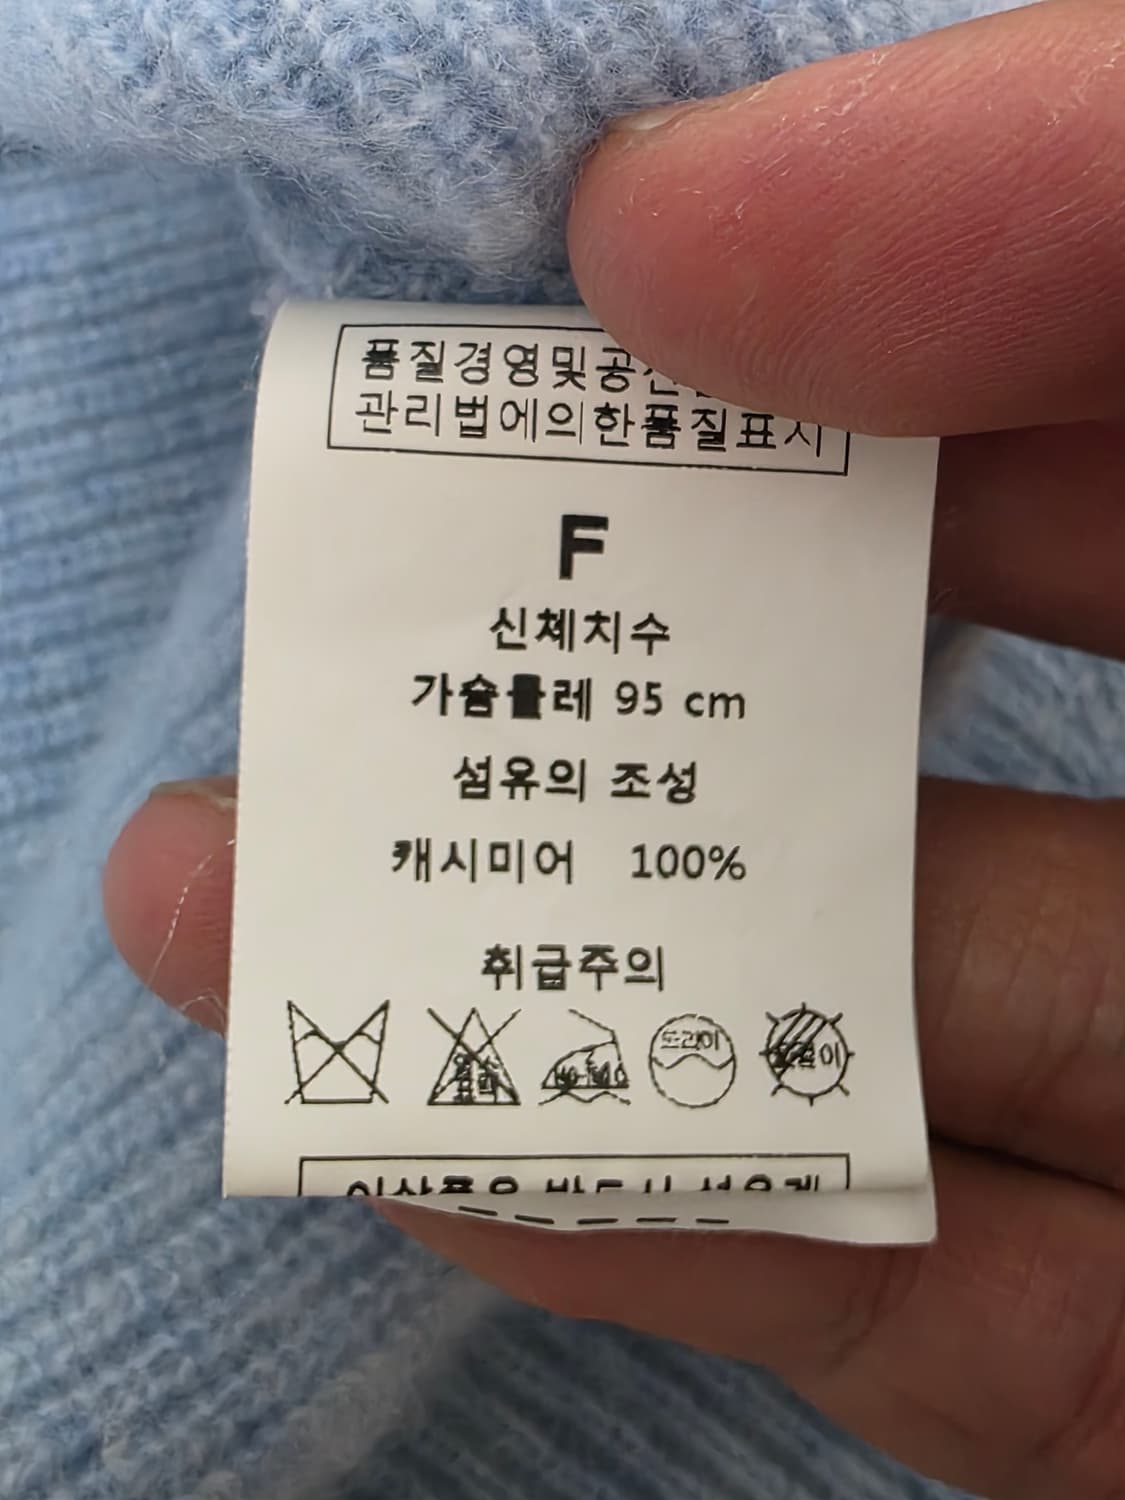 품질경영및공
관리법에의한품질표시
F
신체치수
가슴둘레 95 cm
섬유의 조성
캐시미어 100%
취급주의
드라이